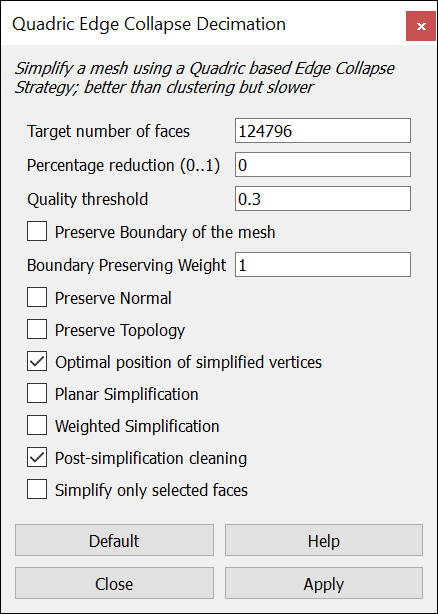 Quadric Edge Collapse Decimation
Simplify a mesh using a Quadric based Edge Collapse
Strategy; better than clustering but slower
Target number of faces 124796
Percentage reduction (0..1) 0
Quality threshold 0.3
Preserve Boundary of the mesh
Boundary Preserving Weight 1
Preserve Normal
Preserve Topology
Optimal position of simplified vertices
Planar Simplification
Weighted Simplification
Post-simplification cleaning
Simplify only selected faces
Default Help
Close Apply